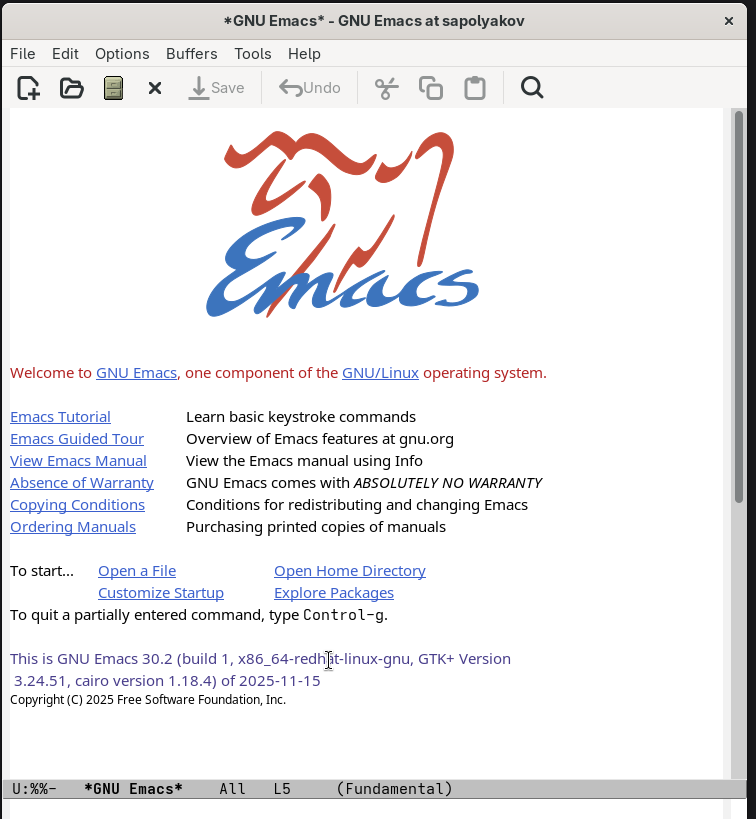 *GNU Emacs* - GNU Emacs at sapolyakov
File Edit Options Buffers Tools Help
Save Undo
Emacs
Welcome to GNU Emacs, one component of the GNU/Linux operating system.
Emacs Tutorial Learn basic keystroke commands
Emacs Guided Tour Overview of Emacs features at gnu.org
View Emacs Manual View the Emacs manual using Info
Absence of Warranty GNU Emacs comes with ABSOLUTELY NO WARRANTY
Copying Conditions Conditions for redistributing and changing Emacs
Ordering Manuals Purchasing printed copies of manuals
To start... Open a File Open Home Directory
Customize Startup Explore Packages
To quit a partially entered command, type Control-g.
This is GNU Emacs 30.2 (build 1, x86_64-redhat-linux-gnu, GTK+ Version
3.24.51, cairo version 1.18.4) of 2025-11-15
Copyright (C) 2025 Free Software Foundation, Inc.
U:%%- *GNU Emacs* All L5 (Fundamental)